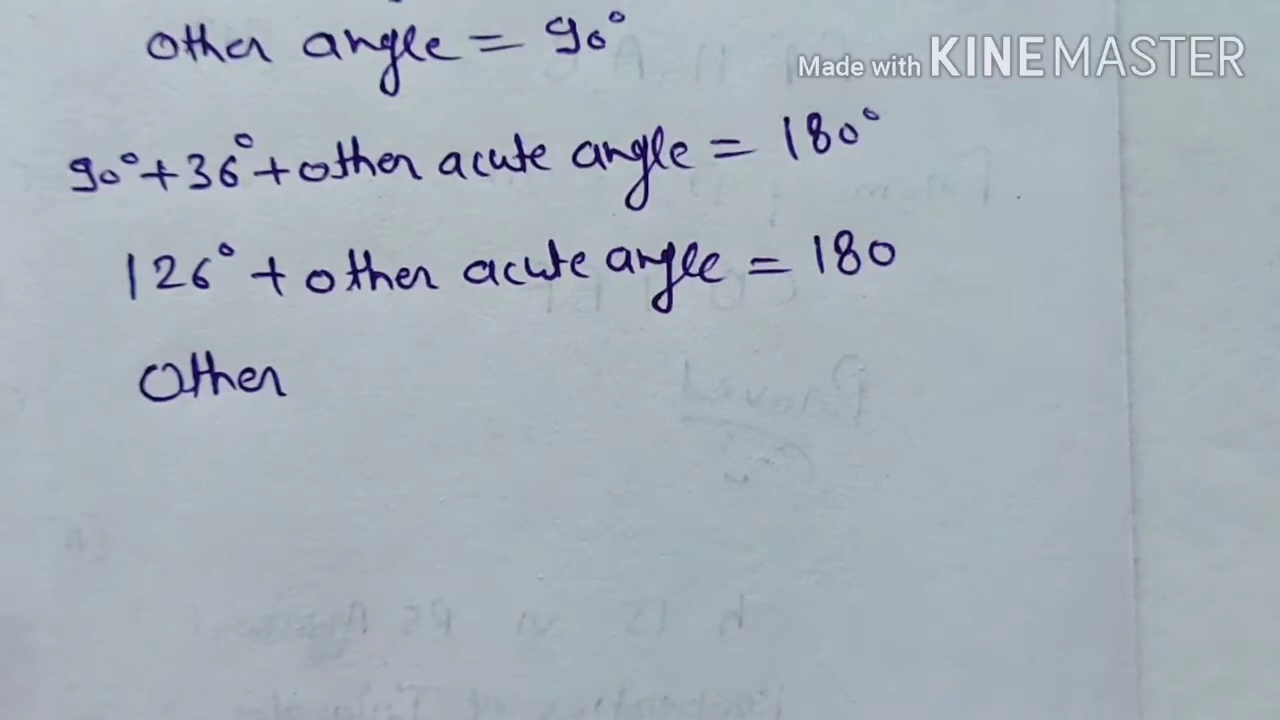 other angle = 90°
Made with KINEMASTER
90° + 36° + other acute angle = 180°
126° + other acute angle = 180
Other